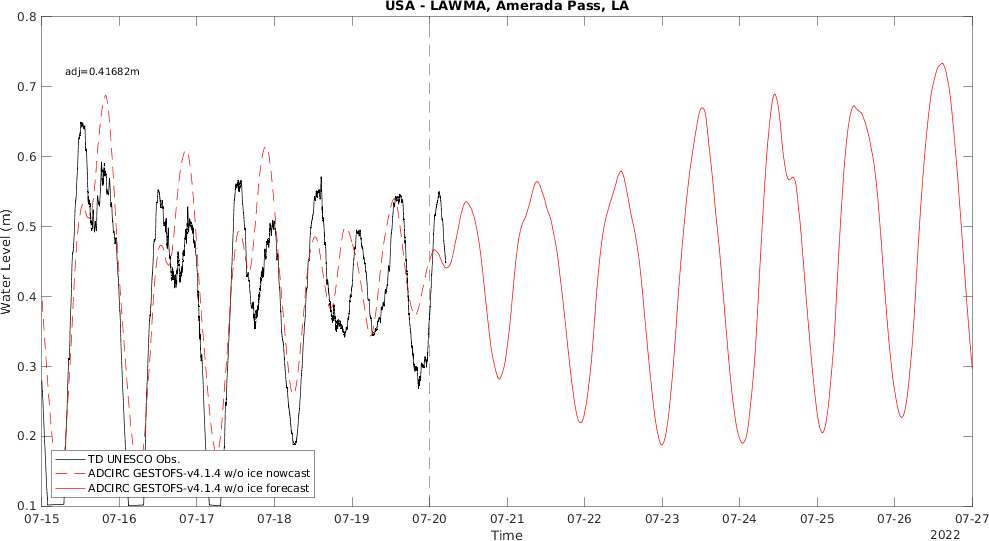 USA - LAWMA, Amerada Pass, LA
adj=0.41682m
Water Level (m)
0.8
0.7
0.6
0.5
0.4
0.3
0.2
0.1
TD UNESCO Obs.
ADCIRC GESTOFS-v4.1.4 w/o ice nowcast
ADCIRC GESTOFS-v4.1.4 w/o ice forecast
07-15 07-16 07-17 07-18 07-19 07-20 07-21 07-22 07-23 07-24 07-25 07-26 07-27
Time
2022